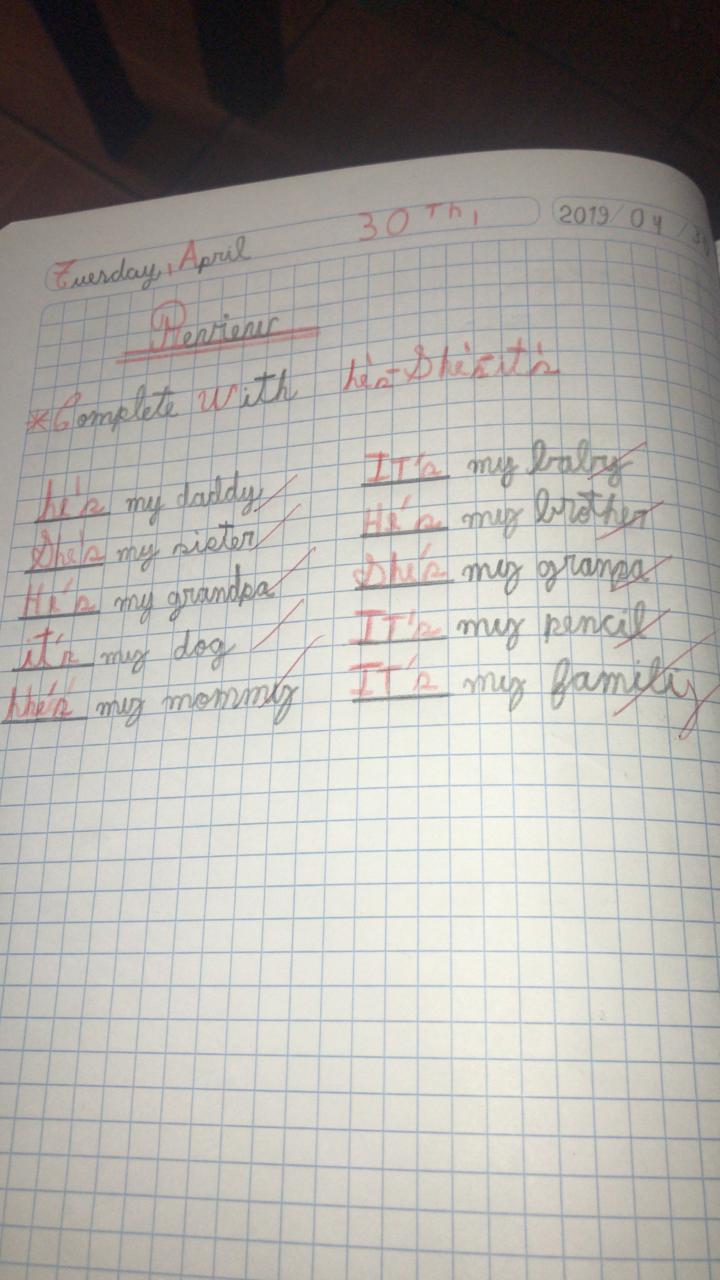 Tuesday, April 30 Th, 2019/04/30
Rewiew
*Complete With he's-She's-it's
he's my daddy
She's my sister
He's my grandpa
it's my dog
she's my mommy
IT's my baby
He's my brother
She's my granpa
IT's my pencil
IT's my family